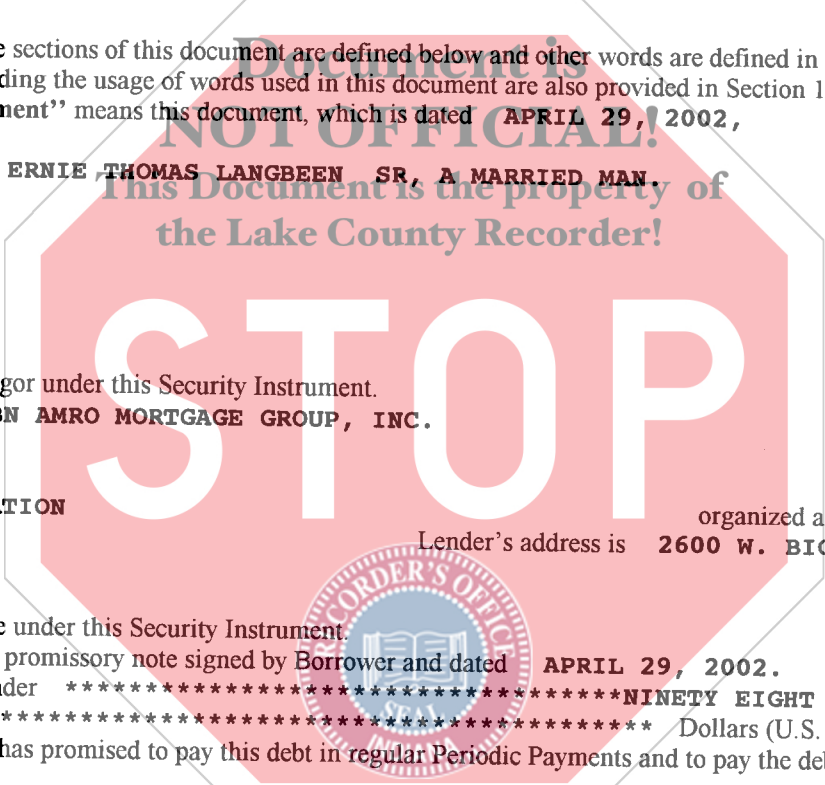 Document is
e sections of this document are defined below and other words are defined in
ding the usage of words used in this document are also provided in Section 1
ment” means this document, which is dated APRIL 29, 2002,
NOT OFFICIAL!
ERNIE THOMAS LANGBEEN SR, A MARRIED MAN.
This Document is the property of
the Lake County Recorder!
STOP
gor under this Security Instrument.
BN AMRO MORTGAGE GROUP, INC.
ATION
organized a
Lender’s address is 2600 W. BIG
RECORDER'S OFFICE
e under this Security Instrument.
promissory note signed by Borrower and dated APRIL 29, 2002.
der ***********************************NINETY EIGHT
***************************************** Dollars (U.S.
SEAL
INDIANA
has promised to pay this debt in regular Periodic Payments and to pay the deb